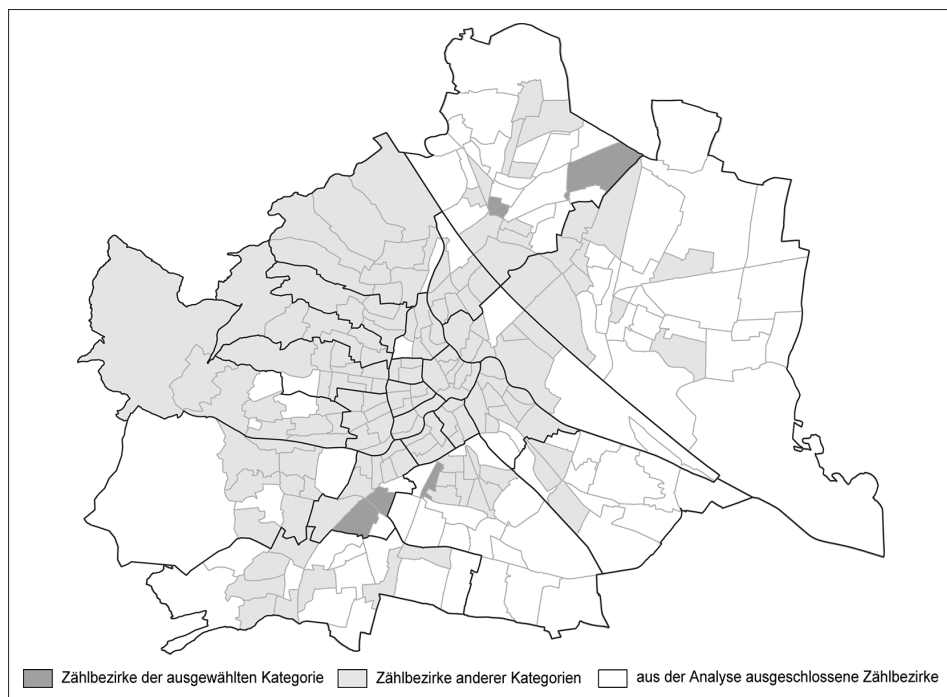 Zählbezirke der ausgewählten Kategorie
Zählbezirke anderer Kategorien
aus der Analyse ausgeschlossene Zählbezirke